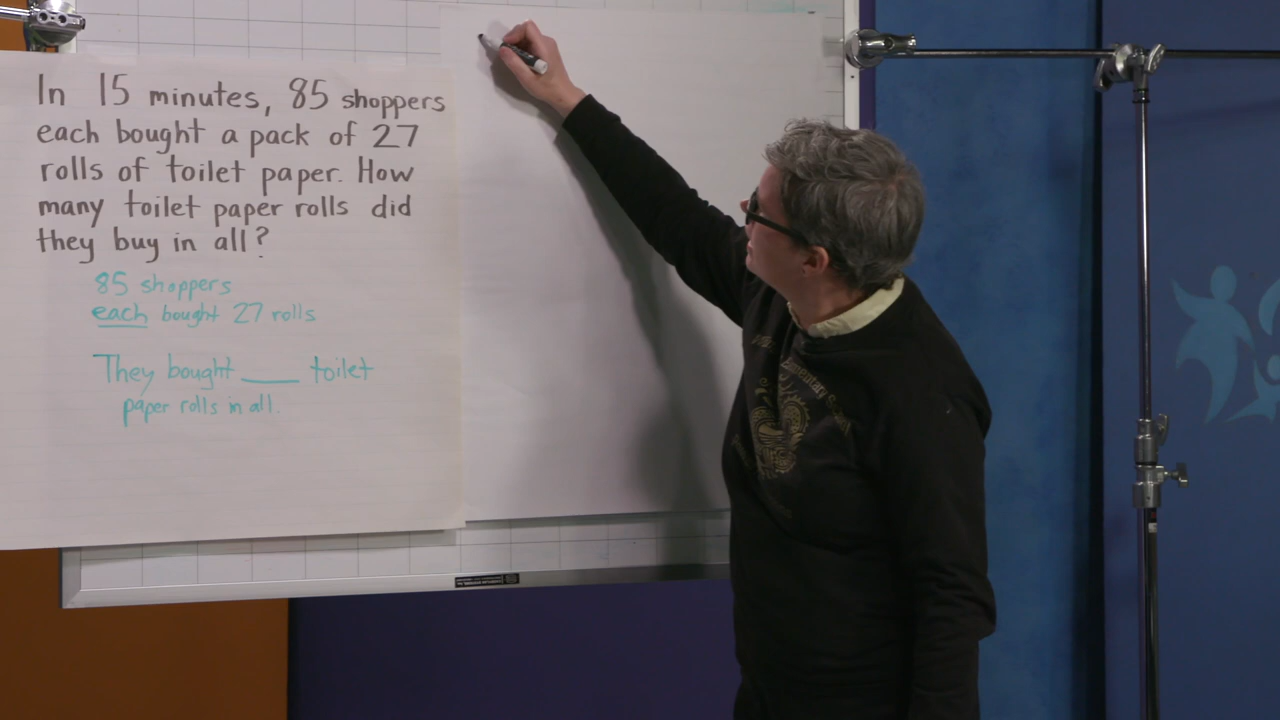 In 15 minutes, 85 shoppers
each bought a pack of 27
rolls of toilet paper. How
many toilet paper rolls did
they buy in all?
85 shoppers
each bought 27 rolls
They bought ____ toilet
paper rolls in all.